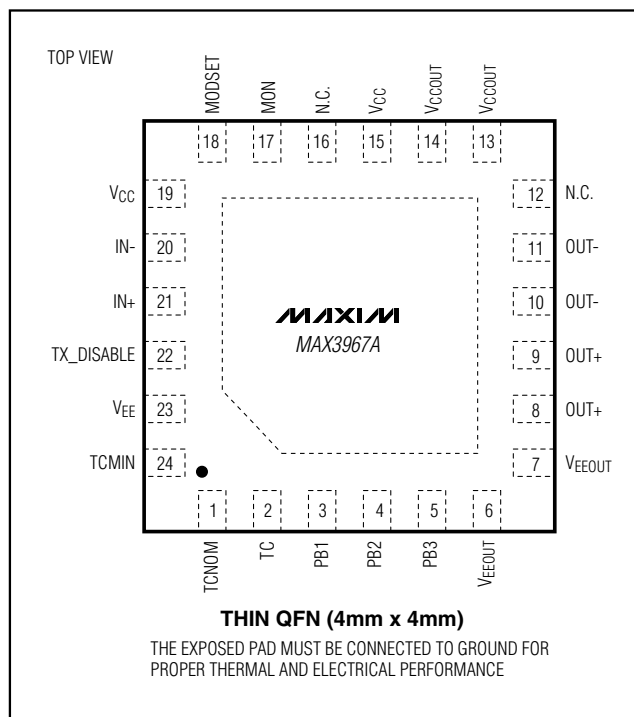 TOP VIEW
MODSET
MON
N.C.
VCC
VCCOUT
VCCOUT
18
17
16
15
14
13
VCC 19
12 N.C.
IN- 20
11 OUT-
IN+ 21
10 OUT-
MAXIM
MAX3967A
TX_DISABLE 22
9 OUT+
VEE 23
8 OUT+
TCMIN 24
7 VEEOUT
1
2
3
4
5
6
TCNOM
TC
PB1
PB2
PB3
VEEOUT
THIN QFN (4mm x 4mm)
THE EXPOSED PAD MUST BE CONNECTED TO GROUND FOR
PROPER THERMAL AND ELECTRICAL PERFORMANCE